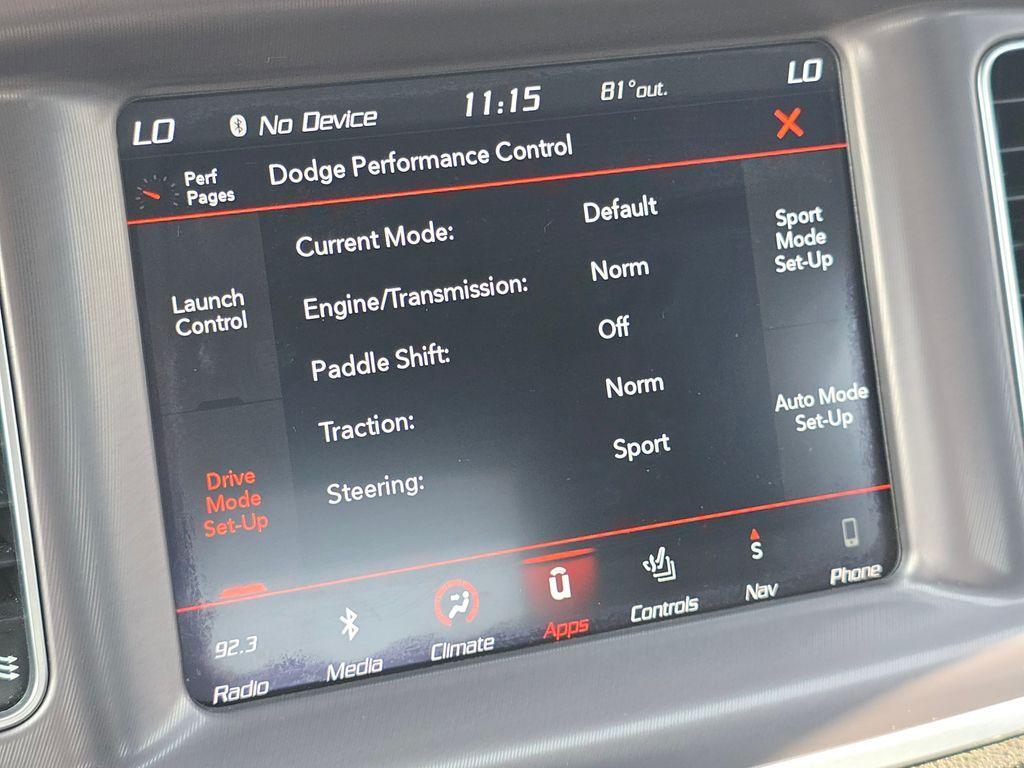 LO
No Device
11:15
81°out.
LO
Perf
Pages
Dodge Performance Control
Launch
Control
Drive
Mode
Set-Up
Current Mode: Default
Engine/Transmission: Norm
Paddle Shift: Off
Traction: Norm
Steering: Sport
Sport
Mode
Set-Up
Auto Mode
Set-Up
92.3
Radio
Media
Climate
Apps
Controls
S
Nav
Phone